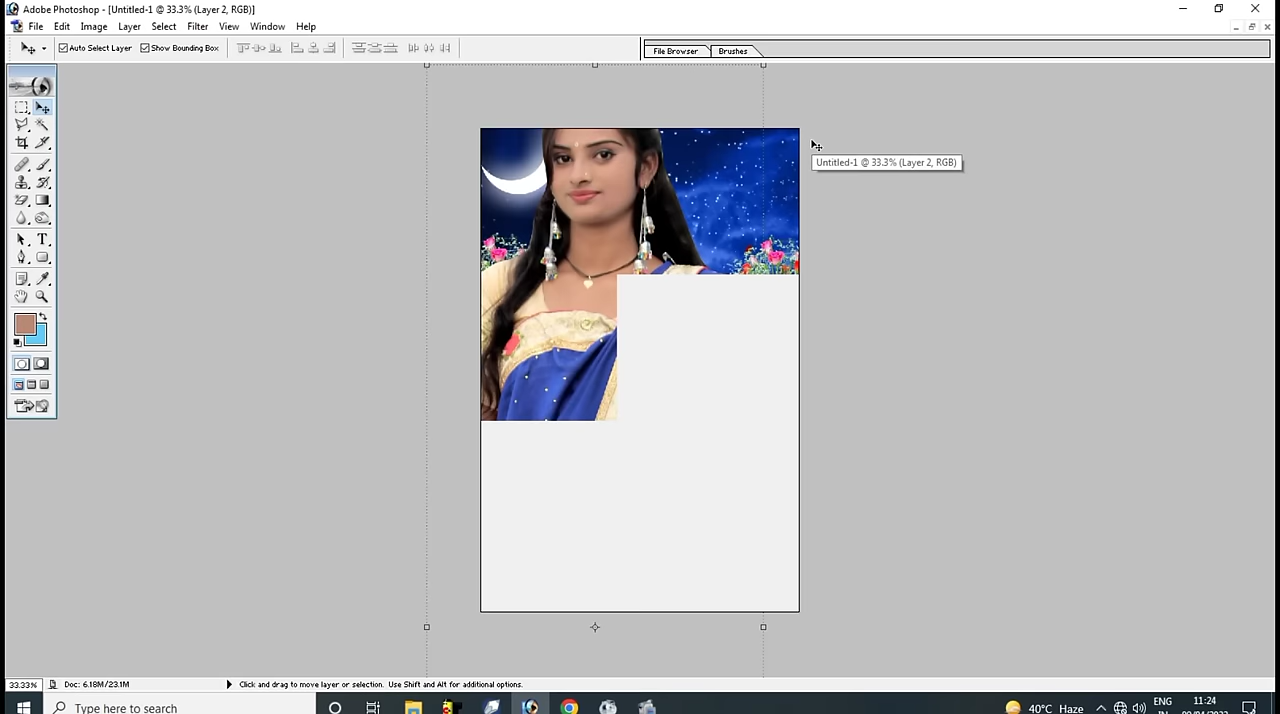 Adobe Photoshop - [Untitled-1 @ 33.3% (Layer 2, RGB)]
File Edit Image Layer Select Filter View Window Help
Auto Select Layer Show Bounding Box File Browser Brushes
Untitled-1 @ 33.3% (Layer 2, RGB)
T
33.33% Doc: 6.18M/23.1M Click and drag to move layer or selection. Use Shift and Alt for additional options.
Type here to search 40°C Haze ENG 11:24